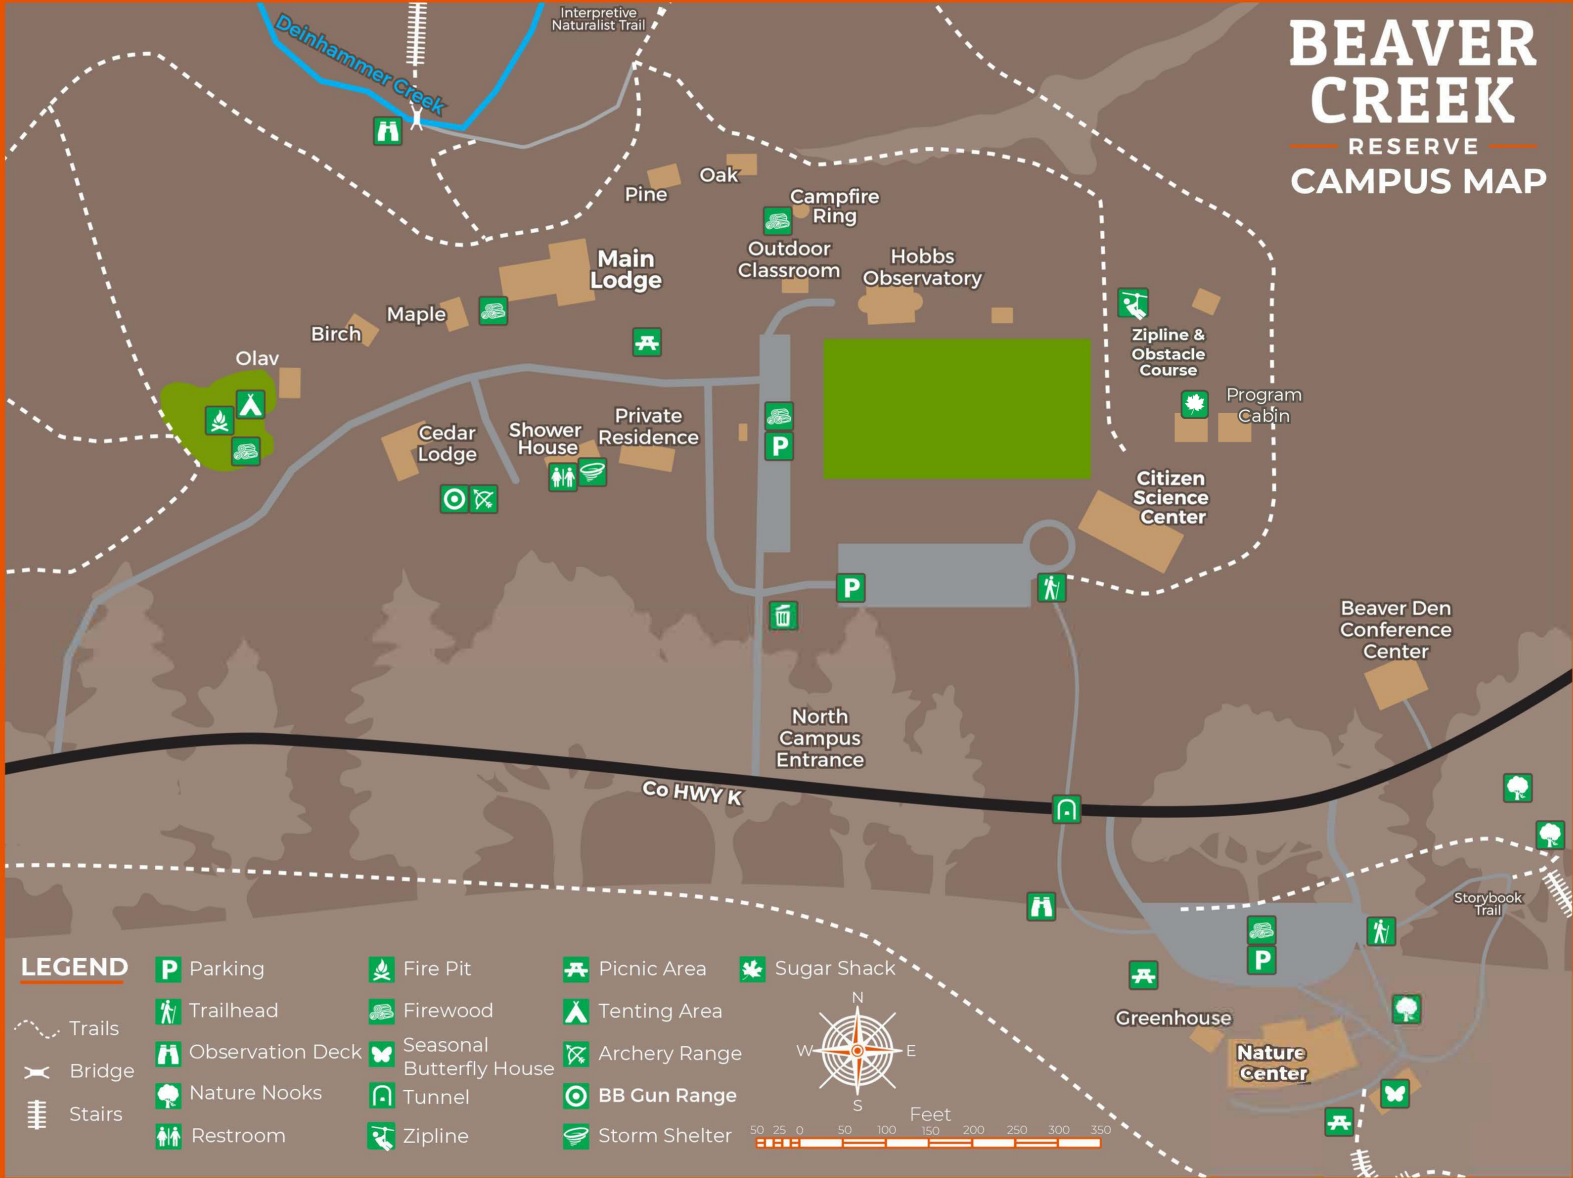 BEAVER
CREEK
RESERVE
CAMPUS MAP
Interpretive
Naturalist Trail
Deinhammer Creek
Pine
Oak
Campfire
Ring
Outdoor
Classroom
Hobbs
Observatory
Main
Lodge
Maple
Birch
Olav
Zipline &
Obstacle
Course
Program
Cabin
Cedar
Lodge
Shower
House
Private
Residence
P
Citizen
Science
Center
P
Beaver Den
Conference
Center
North
Campus
Entrance
Co HWY K
Storybook
Trail
P
Greenhouse
Nature
Center
LEGEND
Trails
Bridge
Stairs
P Parking
Trailhead
Observation Deck
Nature Nooks
Restroom
Fire Pit
Firewood
Seasonal
Butterfly House
Tunnel
Zipline
Picnic Area
Tenting Area
Archery Range
BB Gun Range
Storm Shelter
Sugar Shack
N
W E
S
Feet
50 25 0 50 100 150 200 250 300 350